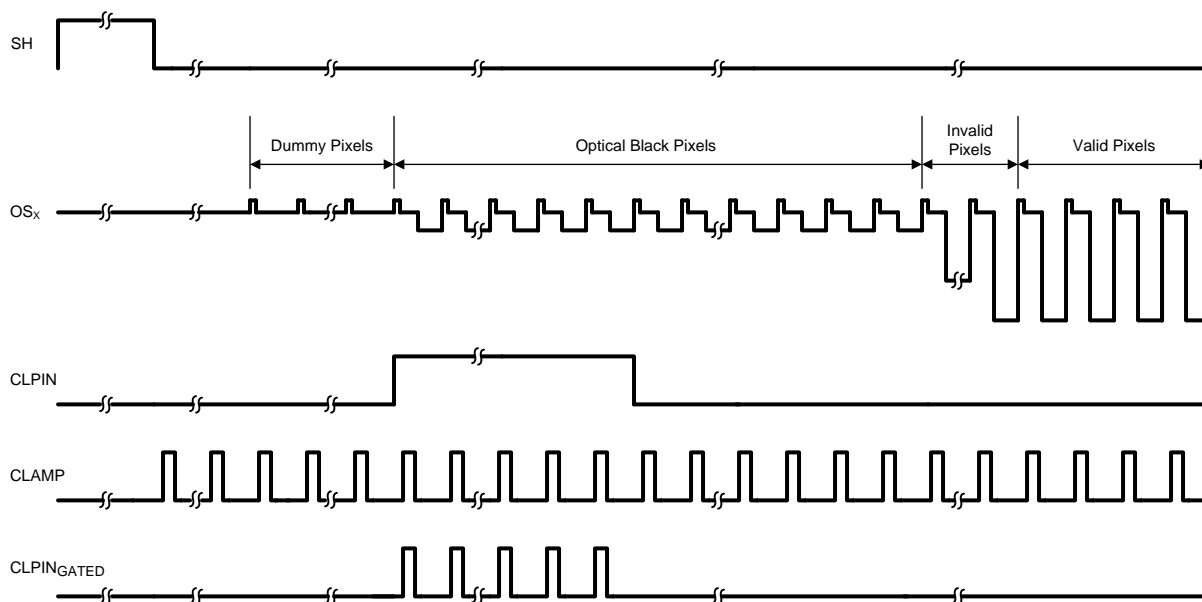 SH
Dummy Pixels
Optical Black Pixels
Invalid
Pixels
Valid Pixels
OSX
CLPIN
CLAMP
CLPINGATED